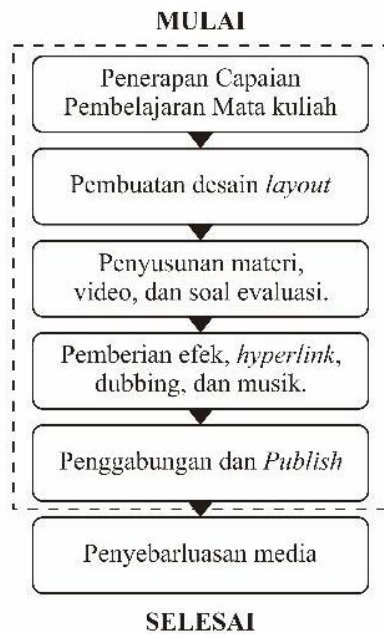 MULAI
Penerapan Capaian
Pembelajaran Mata kuliah
Pembuatan desain layout
Penyusunan materi,
video, dan soal evaluasi.
Pemberian efek, hyperlink,
dubbing, dan musik.
Penggabungan dan Publish
Penyebarluasan media
SELESAI